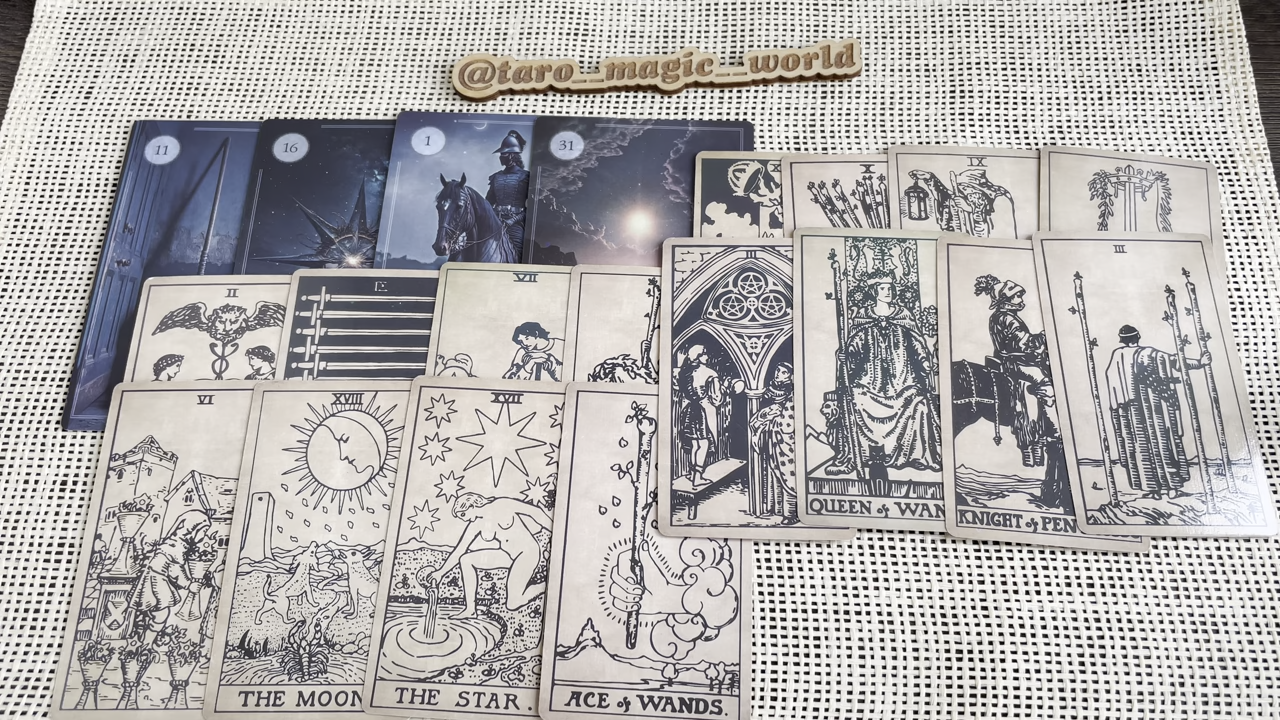 @taro__magic__world
11
16
1
31
X
IX
II
VII
III
III
VI
XVIII
XVII
QUEEN of WAN
KNIGHT of PEN
THE MOON
THE STAR.
ACE of WANDS.